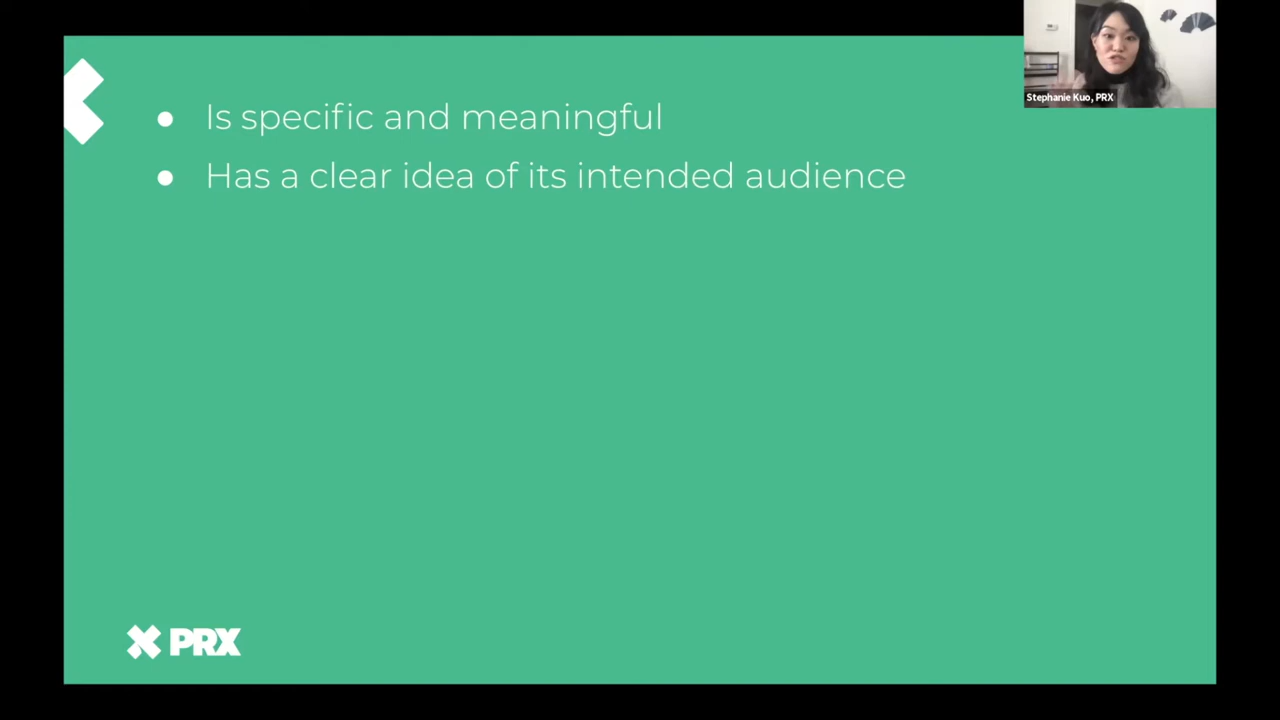 ● Is specific and meaningful
● Has a clear idea of its intended audience
Stephanie Kuo, PRX
PRX